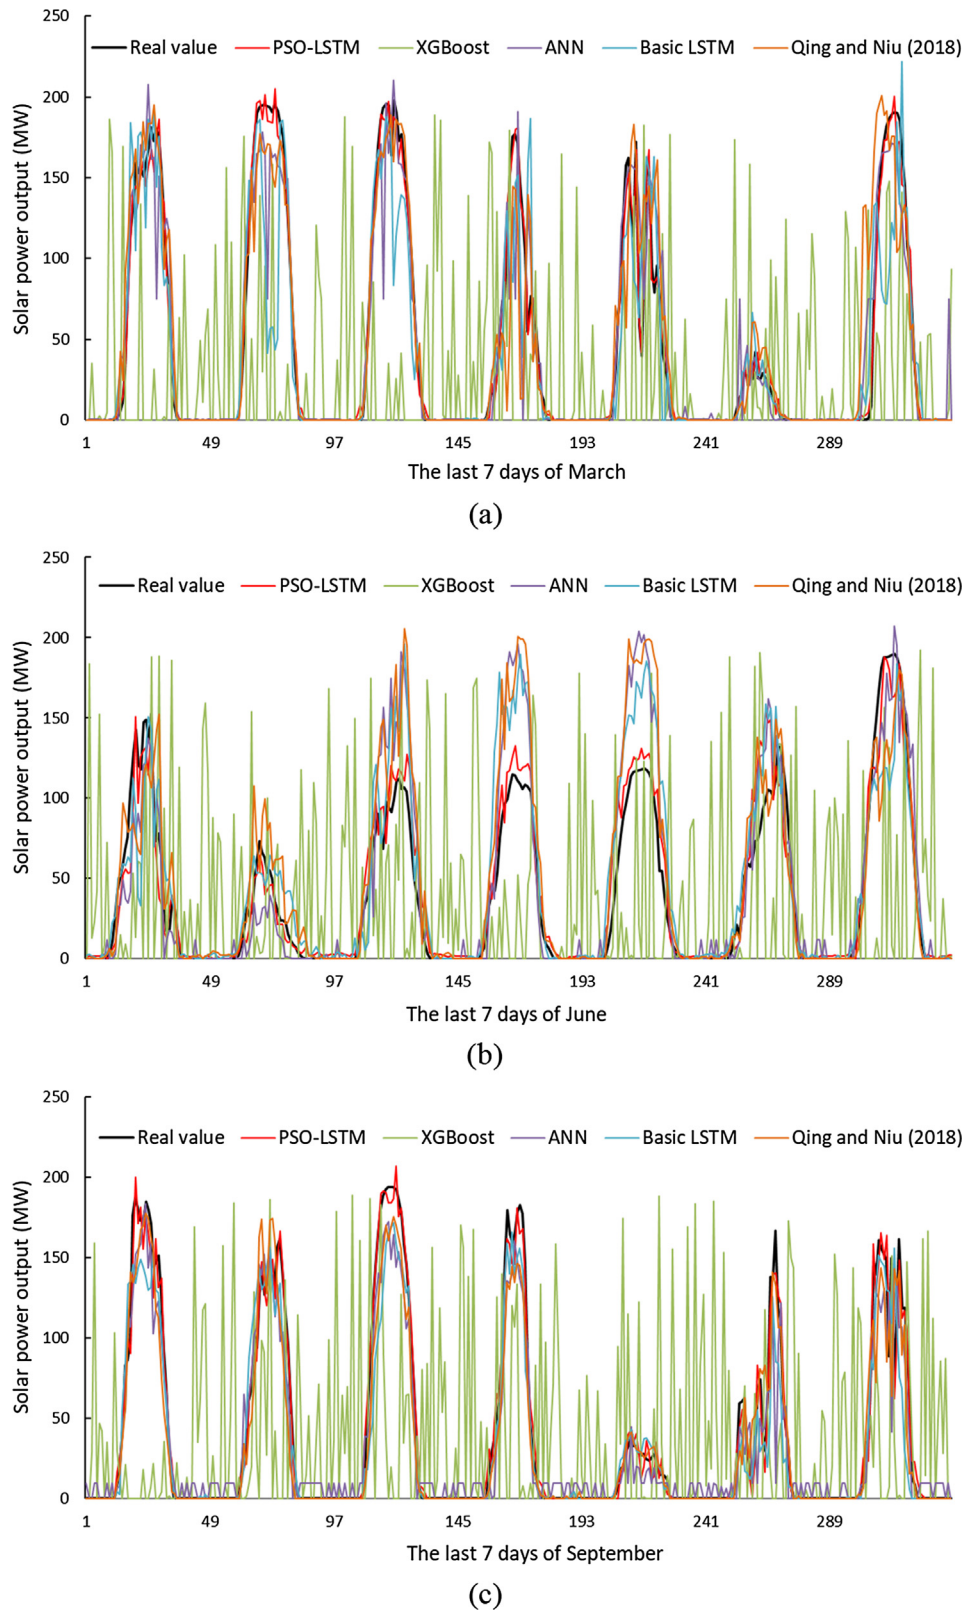 250
200
150
100
50
0
Solar power output (MW)
Real value PSO-LSTM XGBoost ANN Basic LSTM Qing and Niu (2018)
1 49 97 145 193 241 289
The last 7 days of March
(a)
250
200
150
100
50
0
Solar power output (MW)
Real value PSO-LSTM XGBoost ANN Basic LSTM Qing and Niu (2018)
1 49 97 145 193 241 289
The last 7 days of June
(b)
250
200
150
100
50
0
Solar power output (MW)
Real value PSO-LSTM XGBoost ANN Basic LSTM Qing and Niu (2018)
1 49 97 145 193 241 289
The last 7 days of September
(c)